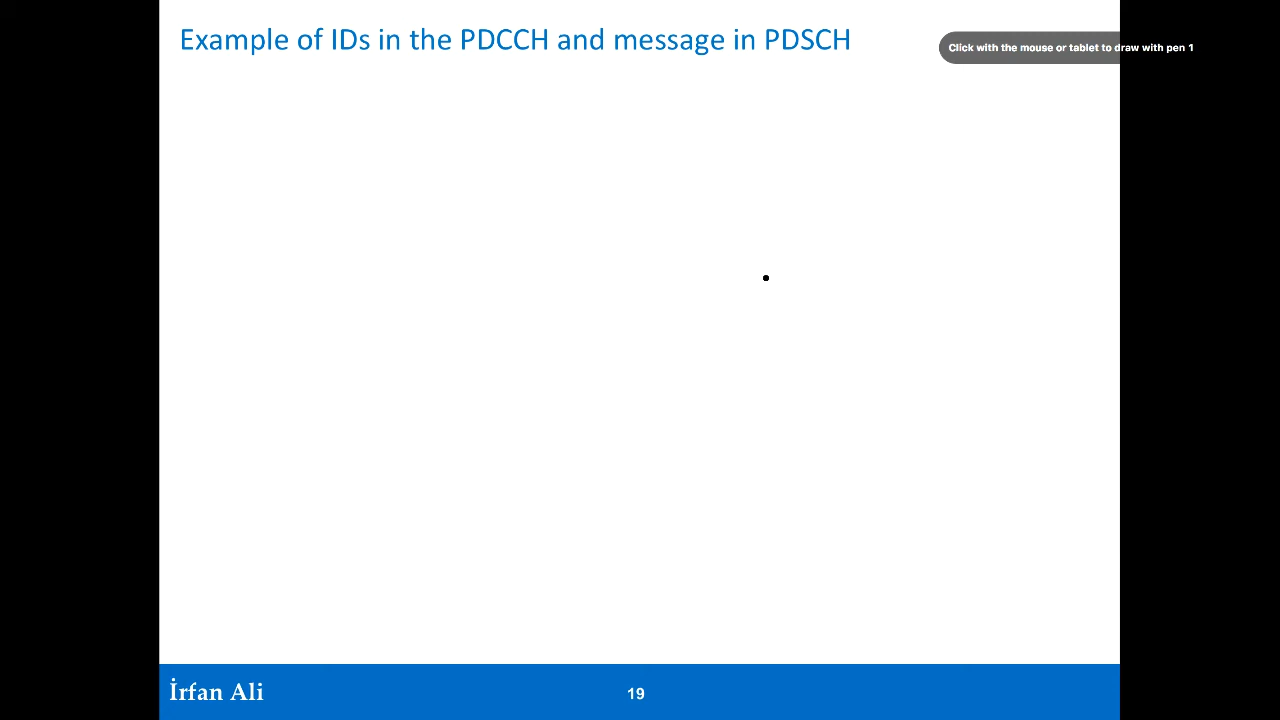 Example of IDs in the PDCCH and message in PDSCH
Click with the mouse or tablet to draw with pen 1
İrfan Ali
19